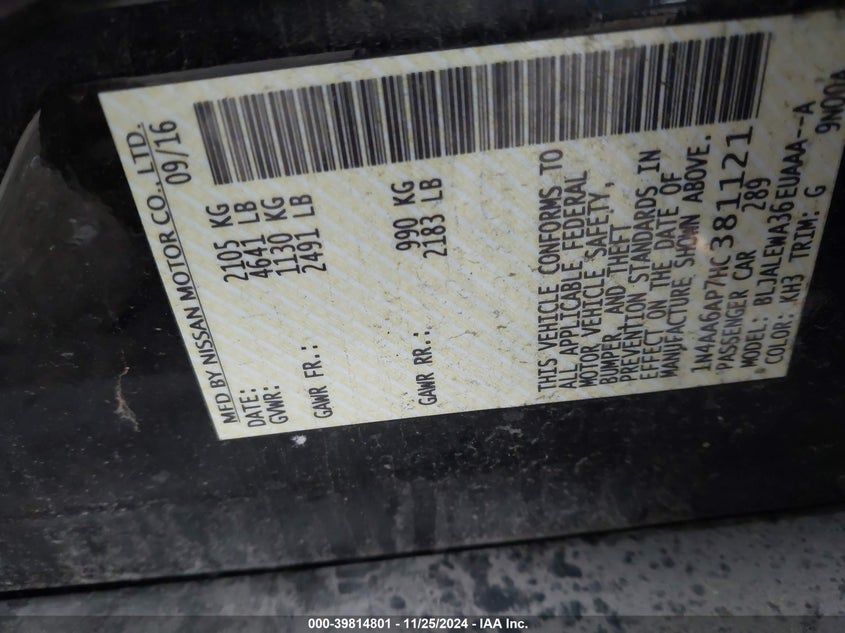 MFD BY NISSAN MOTOR CO., LTD.
DATE: 09/16
GVWR: 2105 KG
4641 LB
GAWR FR.: 1130 KG
2491 LB
GAWR RR.: 990 KG
2183 LB
THIS VEHICLE CONFORMS TO
ALL APPLICABLE FEDERAL
MOTOR VEHICLE SAFETY,
BUMPER, AND THEFT
PREVENTION STANDARDS IN
EFFECT ON THE DATE OF
MANUFACTURE SHOWN ABOVE.
1N4AA6AP7HC381121
PASSENGER CAR 289
MODEL: BLJALEWA36EUAAA--A
COLOR: KH3 TRIM: G 9N00A
000-39814801 - 11/25/2024 - IAA Inc.